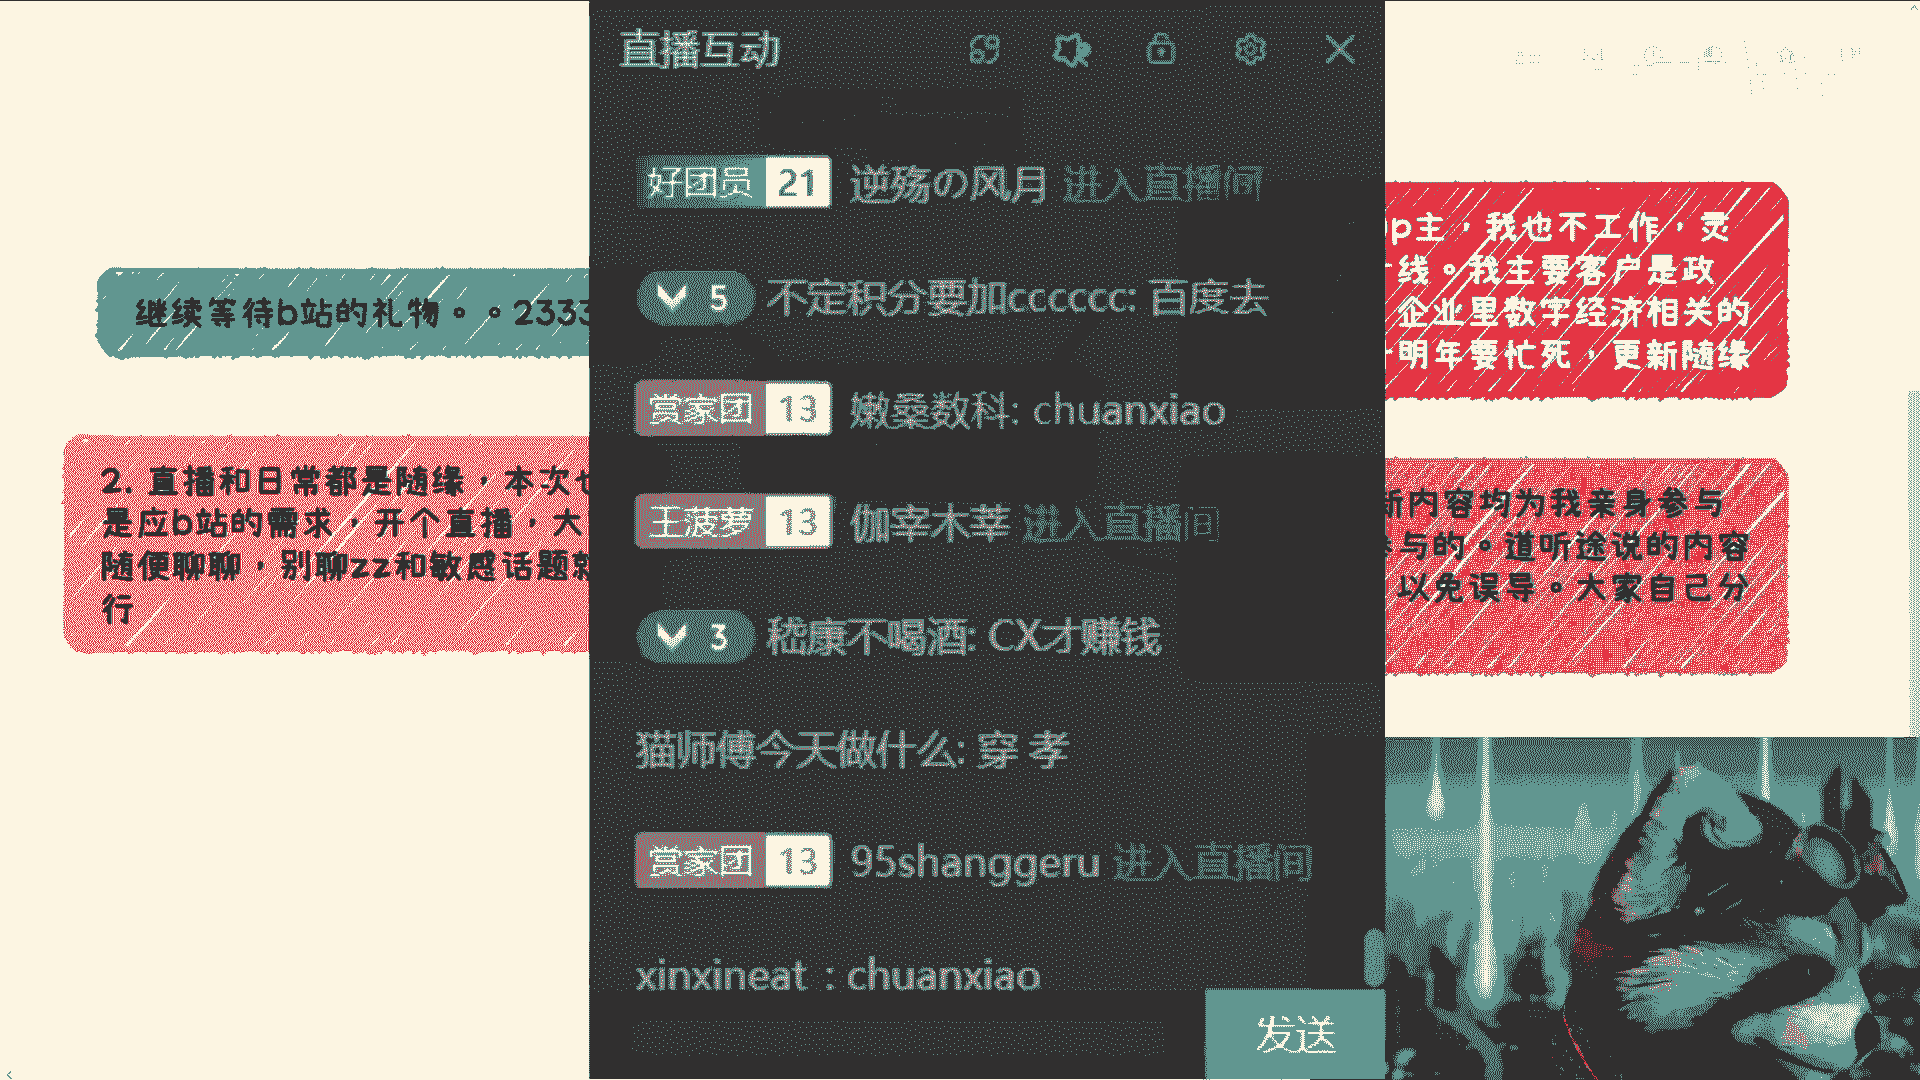 继续等待b站的礼物。。2333
2. 直播和日常都是随缘，本次也
是应b站的需求，开个直播，大
随便聊聊，别聊zz和敏感话题就
行
直播互动
好团员 21 逆殇の风月 进入直播间
5 不定积分要加cccccc: 百度去
赏家团 13 嫩桑数科: chuanxiao
王菠萝 13 伽宰木莘 进入直播间
3 嵇康不喝酒: CX才赚钱
猫师傅今天做什么: 穿 孝
赏家团 13 95shanggeru 进入直播间
xinxineat : chuanxiao
发送
up主，我也不工作，灵
线。我主要客户是政
企业里数字经济相关的
明年要忙死，更新随缘
新内容均为我亲身参与
参与的。道听途说的内容
以免误导。大家自己分